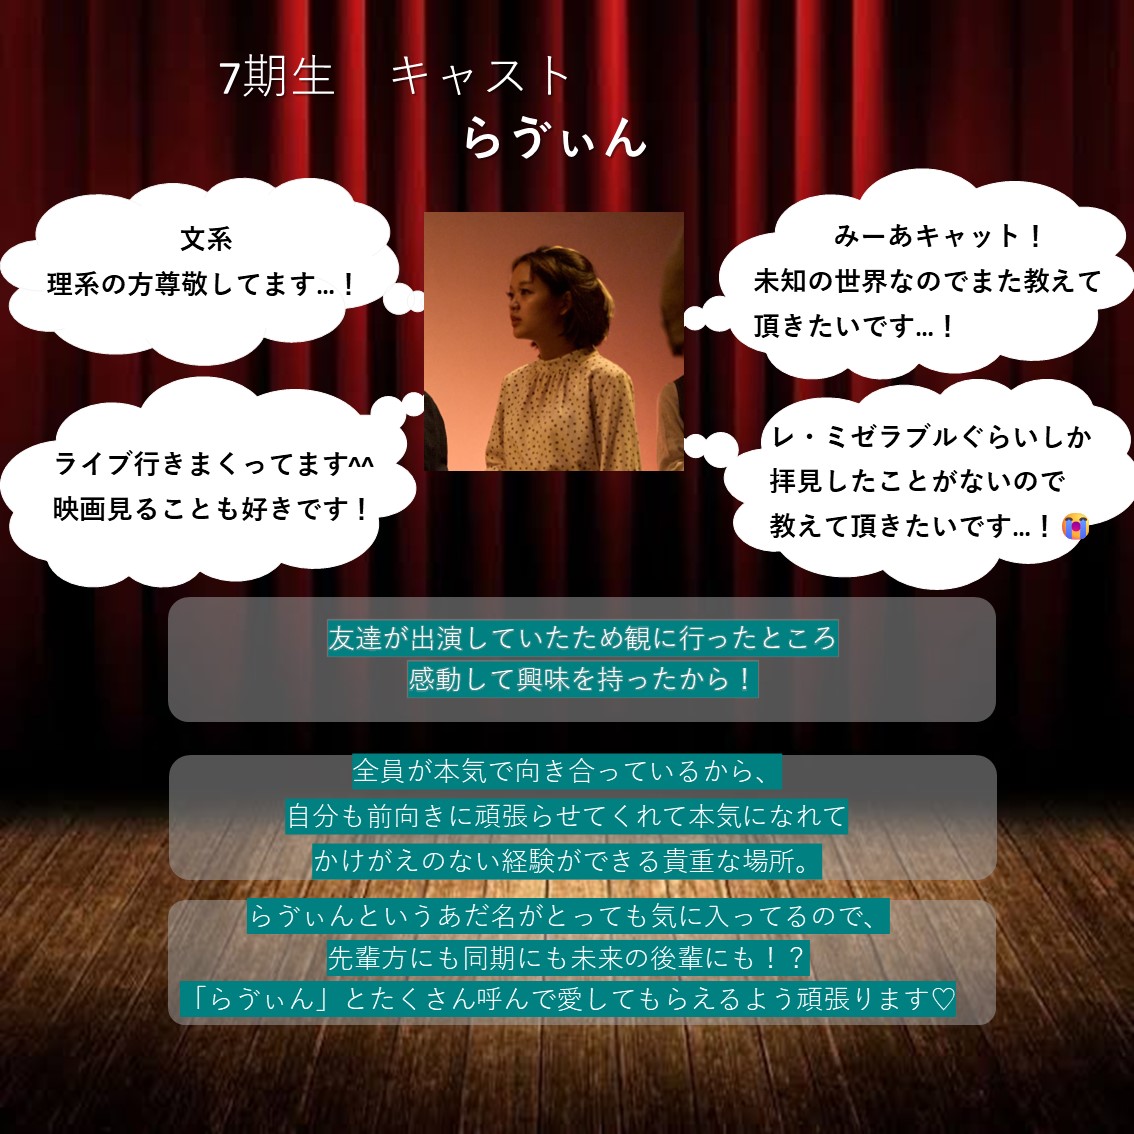 7期生　キャスト
らゔぃん
文系
理系の方尊敬してます...！
みーあキャット！
未知の世界なのでまた教えて
頂きたいです...！
ライブ行きまくってます^^
映画見ることも好きです！
レ・ミゼラブルぐらいしか
拝見したことがないので
教えて頂きたいです...！😭
友達が出演していたため観に行ったところ
感動して興味を持ったから！
全員が本気で向き合っているから、
自分も前向きに頑張らせてくれて本気になれて
かけがえのない経験ができる貴重な場所。
らゔぃんというあだ名がとっても気に入ってるので、
先輩方にも同期にも未来の後輩にも！？
「らゔぃん」とたくさん呼んで愛してもらえるよう頑張ります♡